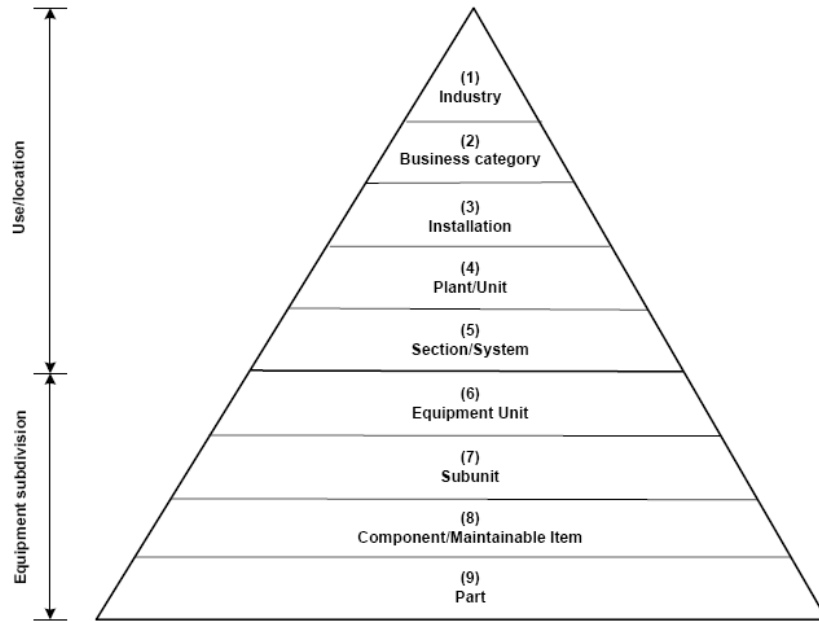 Use/location
Equipment subdivision
(1)
Industry
(2)
Business category
(3)
Installation
(4)
Plant/Unit
(5)
Section/System
(6)
Equipment Unit
(7)
Subunit
(8)
Component/Maintainable Item
(9)
Part